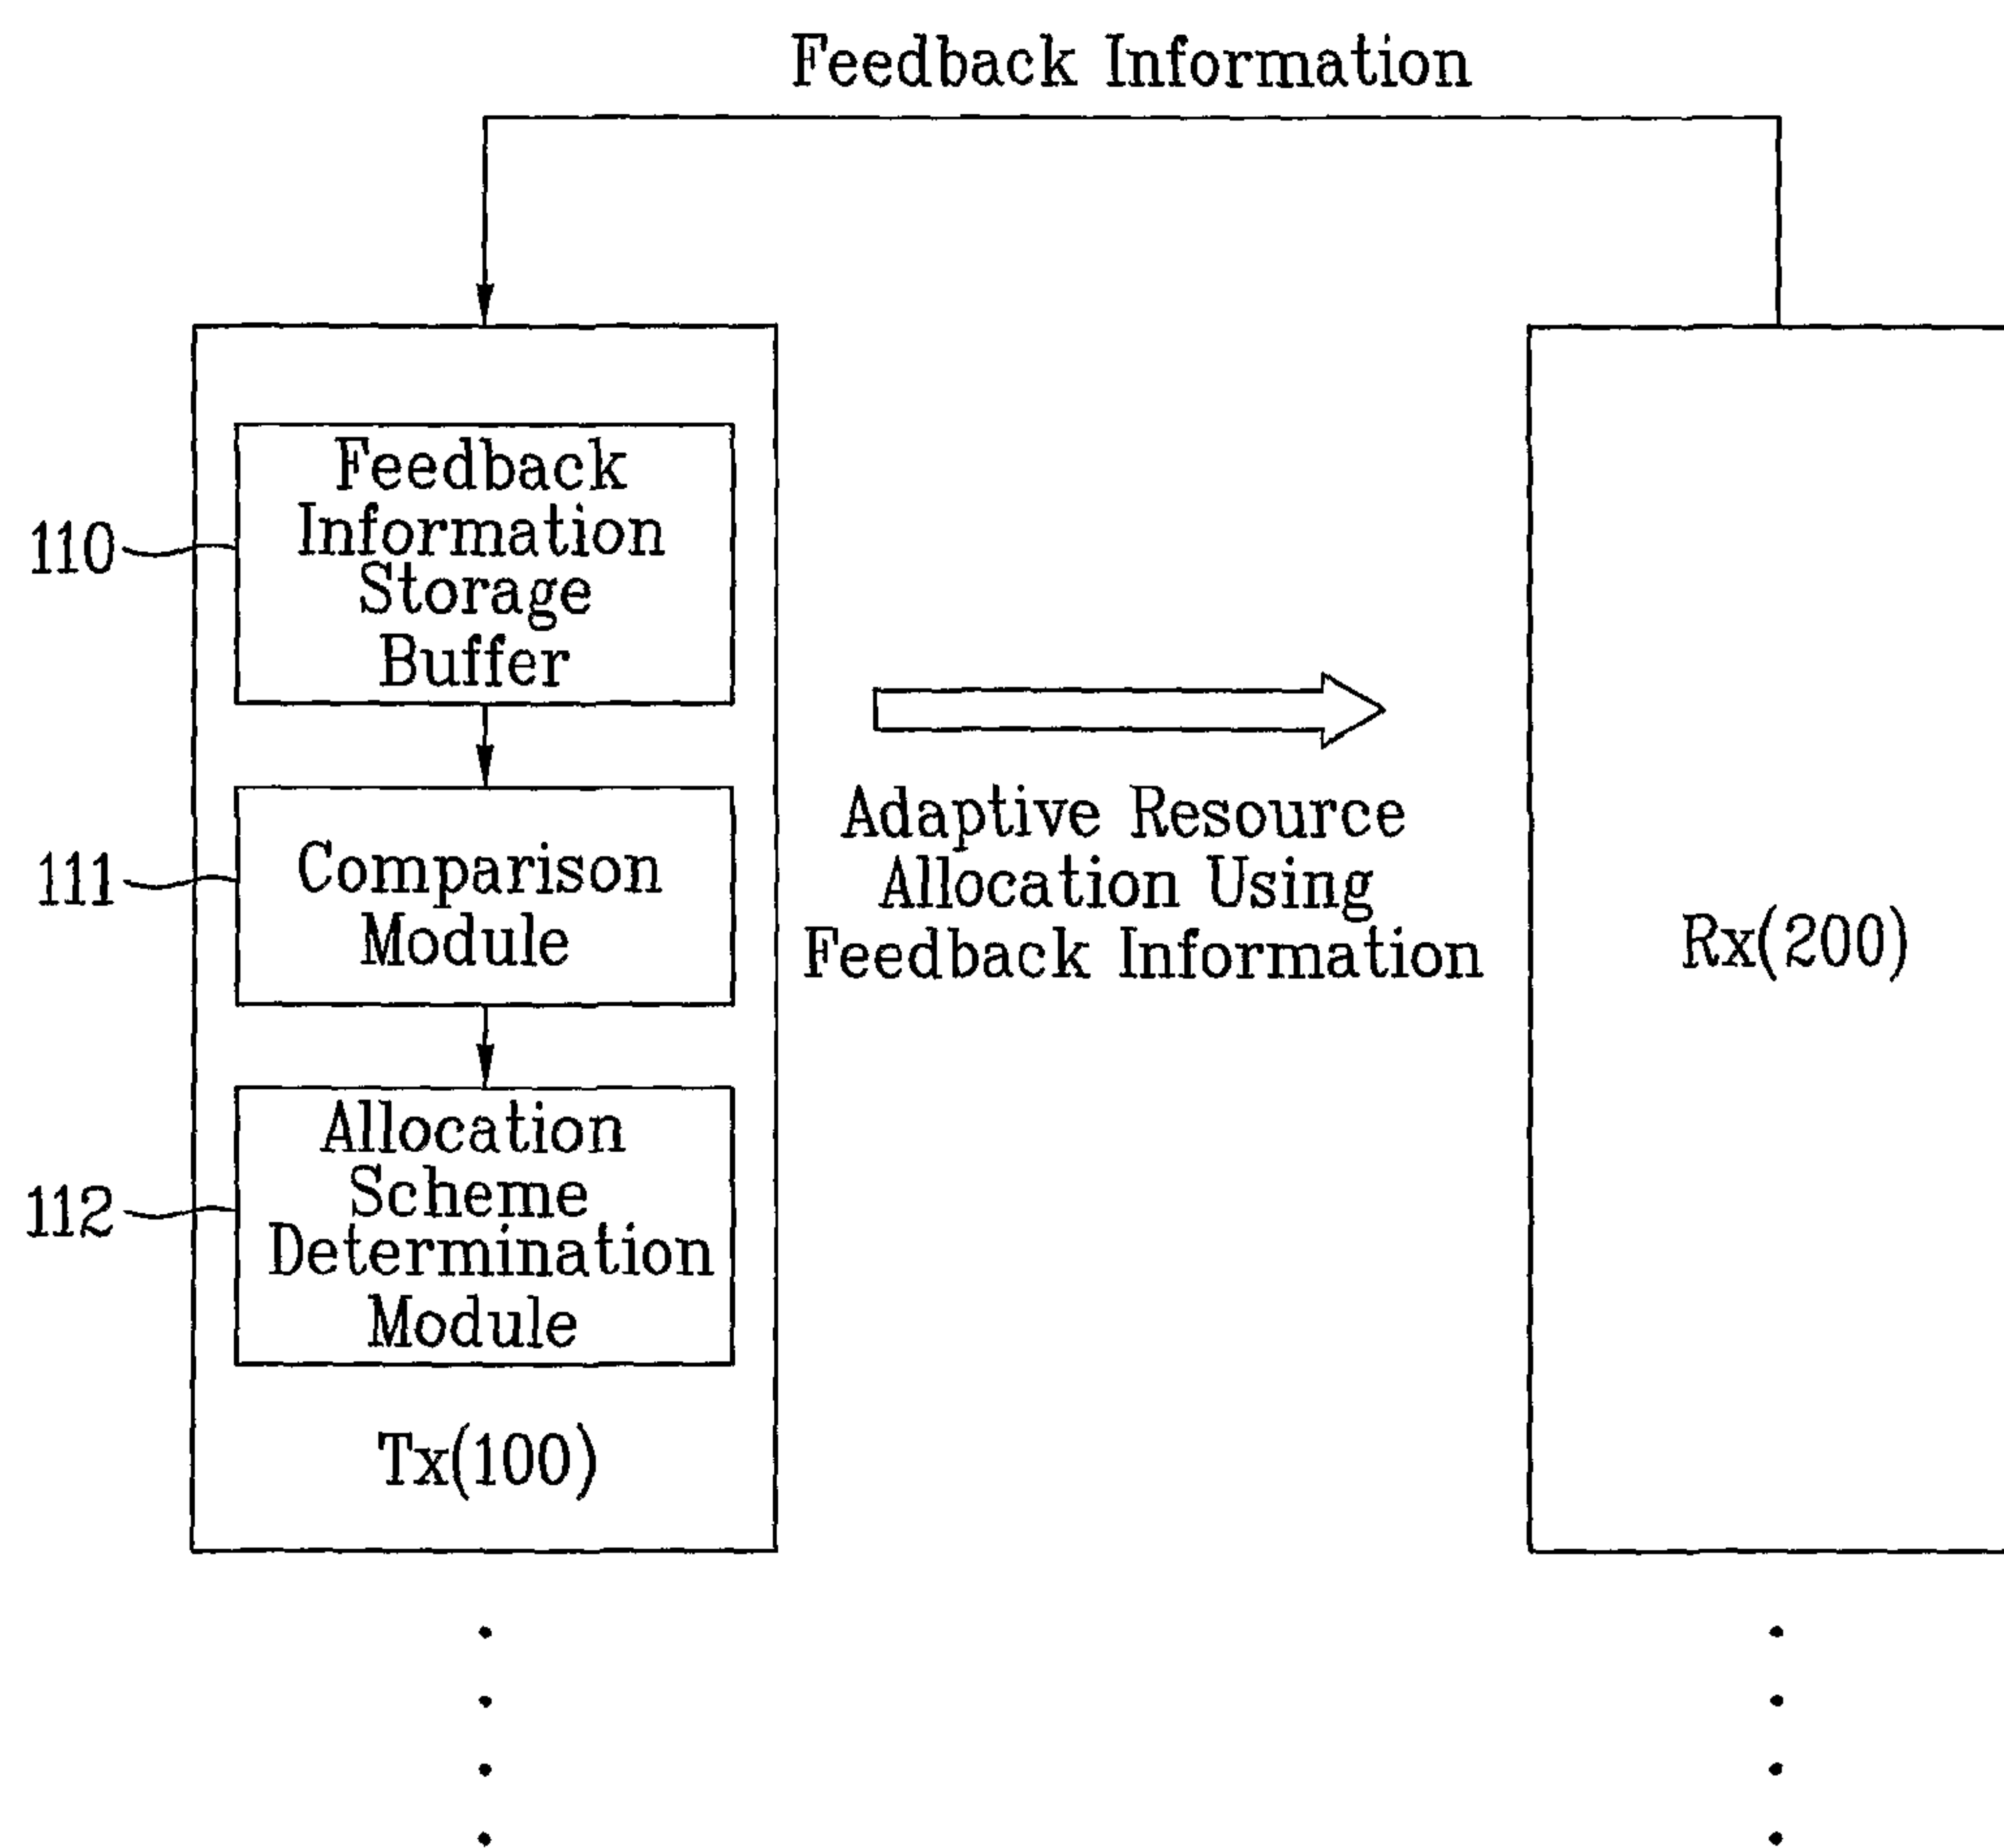 Feedback Information
110
Feedback
Information
Storage
Buffer
111
Comparison
Module
112
Allocation
Scheme
Determination
Module
Tx(100)
Adaptive Resource
Allocation Using
Feedback Information
Rx(200)